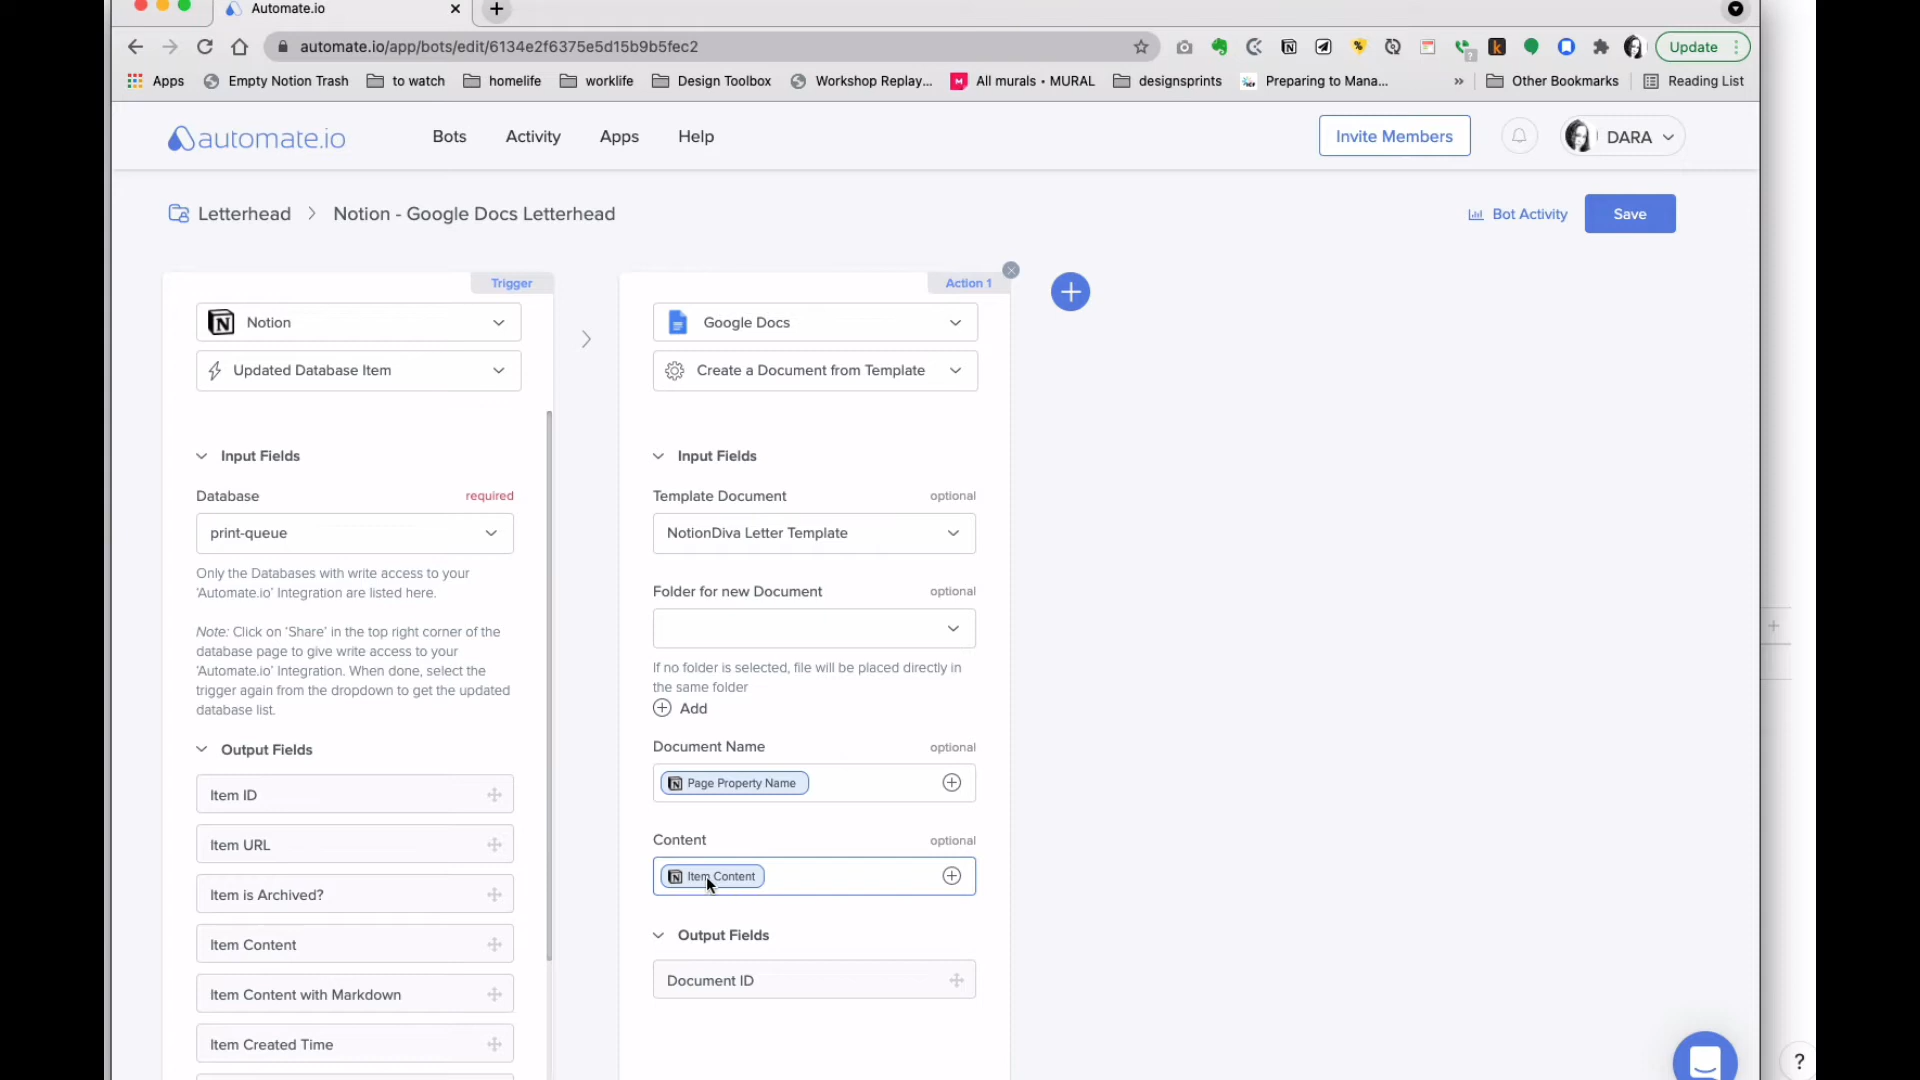 Automate.io
automate.io/app/bots/edit/6134e2f6375e5d15b9b5fec2
Update
Apps
Empty Notion Trash
to watch
homelife
worklife
Design Toolbox
Workshop Replay...
All murals • MURAL
designsprints
Preparing to Mana...
»
Other Bookmarks
Reading List
automate.io
Bots
Activity
Apps
Help
Invite Members
DARA
Letterhead > Notion - Google Docs Letterhead
Bot Activity
Save
Trigger
Notion
Updated Database Item
Input Fields
Database
required
print-queue
Only the Databases with write access to your
'Automate.io' Integration are listed here.
Note: Click on 'Share' in the top right corner of the
database page to give write access to your
'Automate.io' Integration. When done, select the
trigger again from the dropdown to get the updated
database list.
Output Fields
Item ID
Item URL
Item is Archived?
Item Content
Item Content with Markdown
Item Created Time
Action 1
Google Docs
Create a Document from Template
Input Fields
Template Document
optional
NotionDiva Letter Template
Folder for new Document
optional
If no folder is selected, file will be placed directly in
the same folder
Add
Document Name
optional
Page Property Name
Content
optional
Item Content
Output Fields
Document ID
?